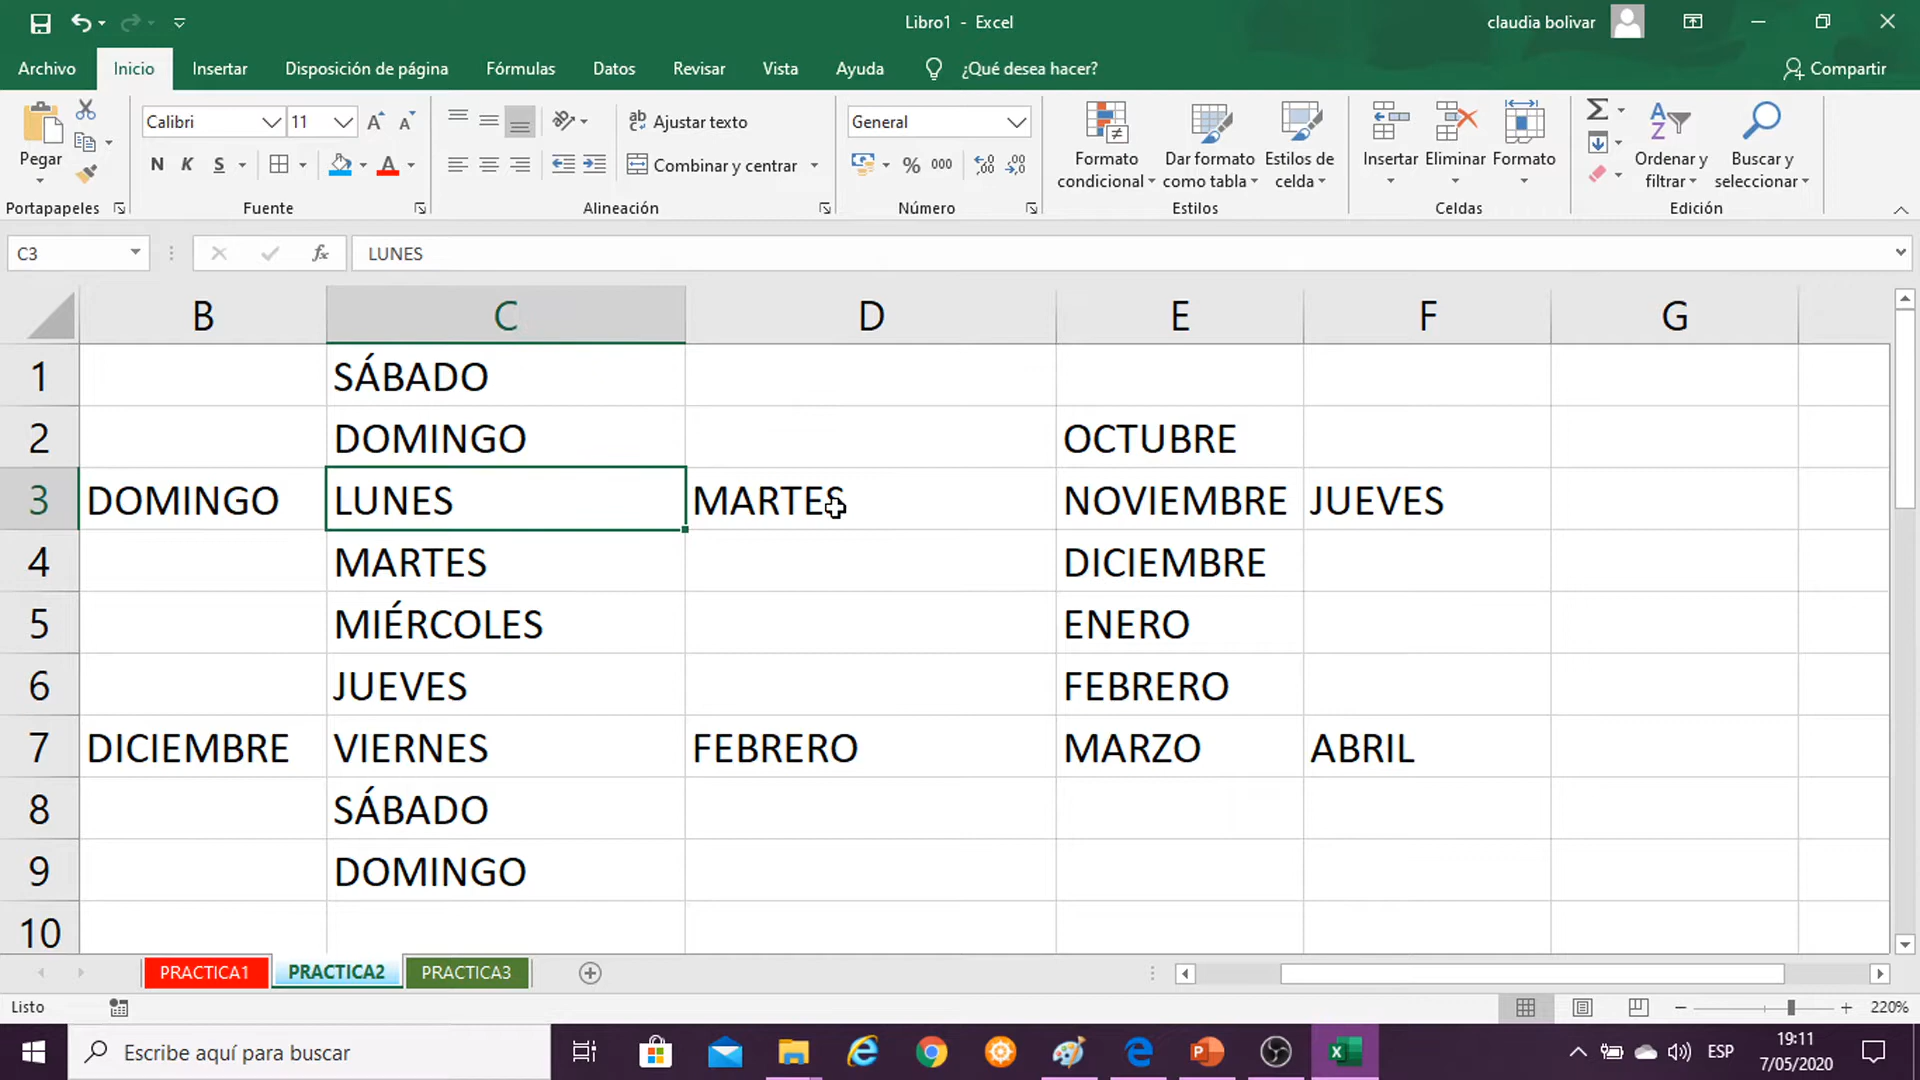 Libro1 - Excel
claudia bolivar
Archivo Inicio Insertar Disposición de página Fórmulas Datos Revisar Vista Ayuda ¿Qué desea hacer? Compartir
Pegar
Portapapeles
Calibri 11
N K S A
Fuente
Ajustar texto
Combinar y centrar
Alineación
General
% 000
Número
Formato condicional
Dar formato como tabla
Estilos de celda
Estilos
Insertar Eliminar Formato
Celdas
Ordenar y filtrar
Buscar y seleccionar
Edición
C3 fx LUNES
B C D E F G
1 SÁBADO
2 DOMINGO OCTUBRE
3 DOMINGO LUNES MARTES NOVIEMBRE JUEVES
4 MARTES DICIEMBRE
5 MIÉRCOLES ENERO
6 JUEVES FEBRERO
7 DICIEMBRE VIERNES FEBRERO MARZO ABRIL
8 SÁBADO
9 DOMINGO
10
PRACTICA1 PRACTICA2 PRACTICA3
Listo 220%
Escribe aquí para buscar
ESP
19:11
7/05/2020